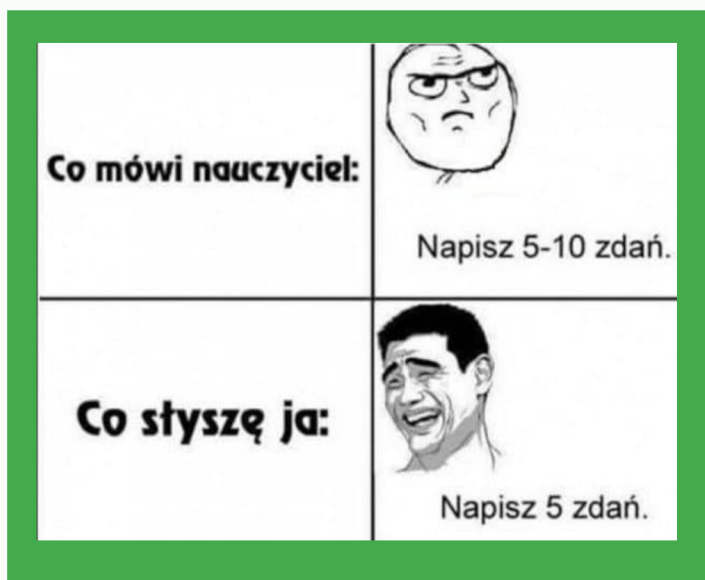 Co mówi nauczyciel:
Napisz 5-10 zdań.
Co słyszę ja:
Napisz 5 zdań.